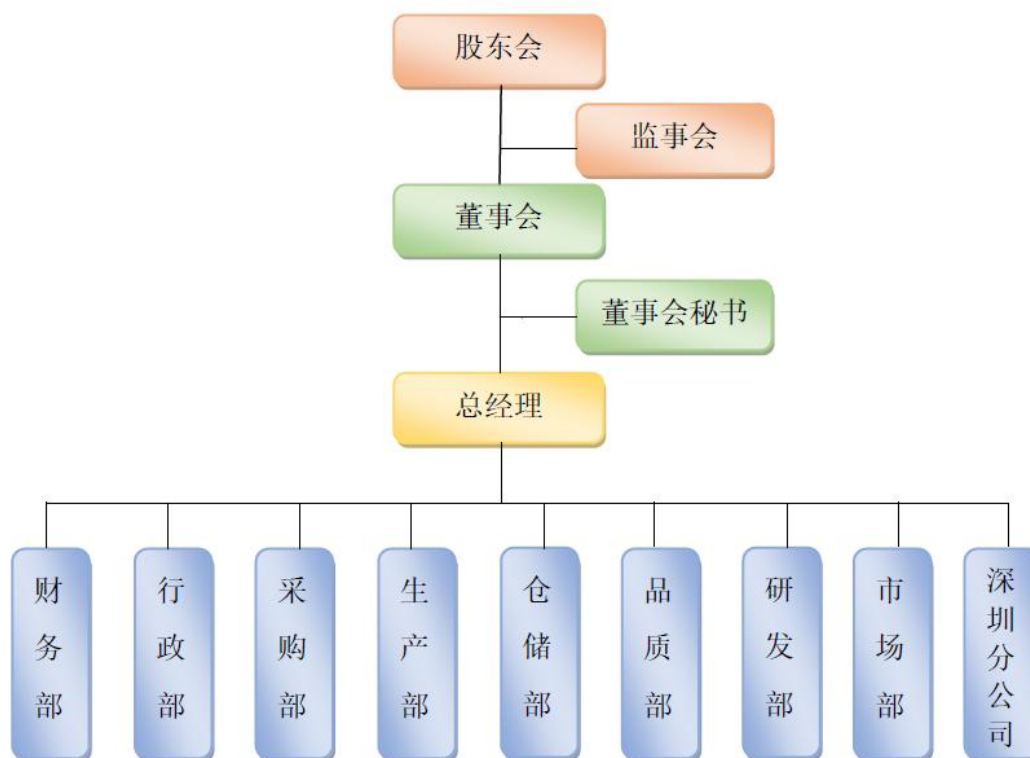 股东会
监事会
董事会
董事会秘书
总经理
财务部
行政部
采购部
生产部
仓储部
品质部
研发部
市场部
深圳分公司